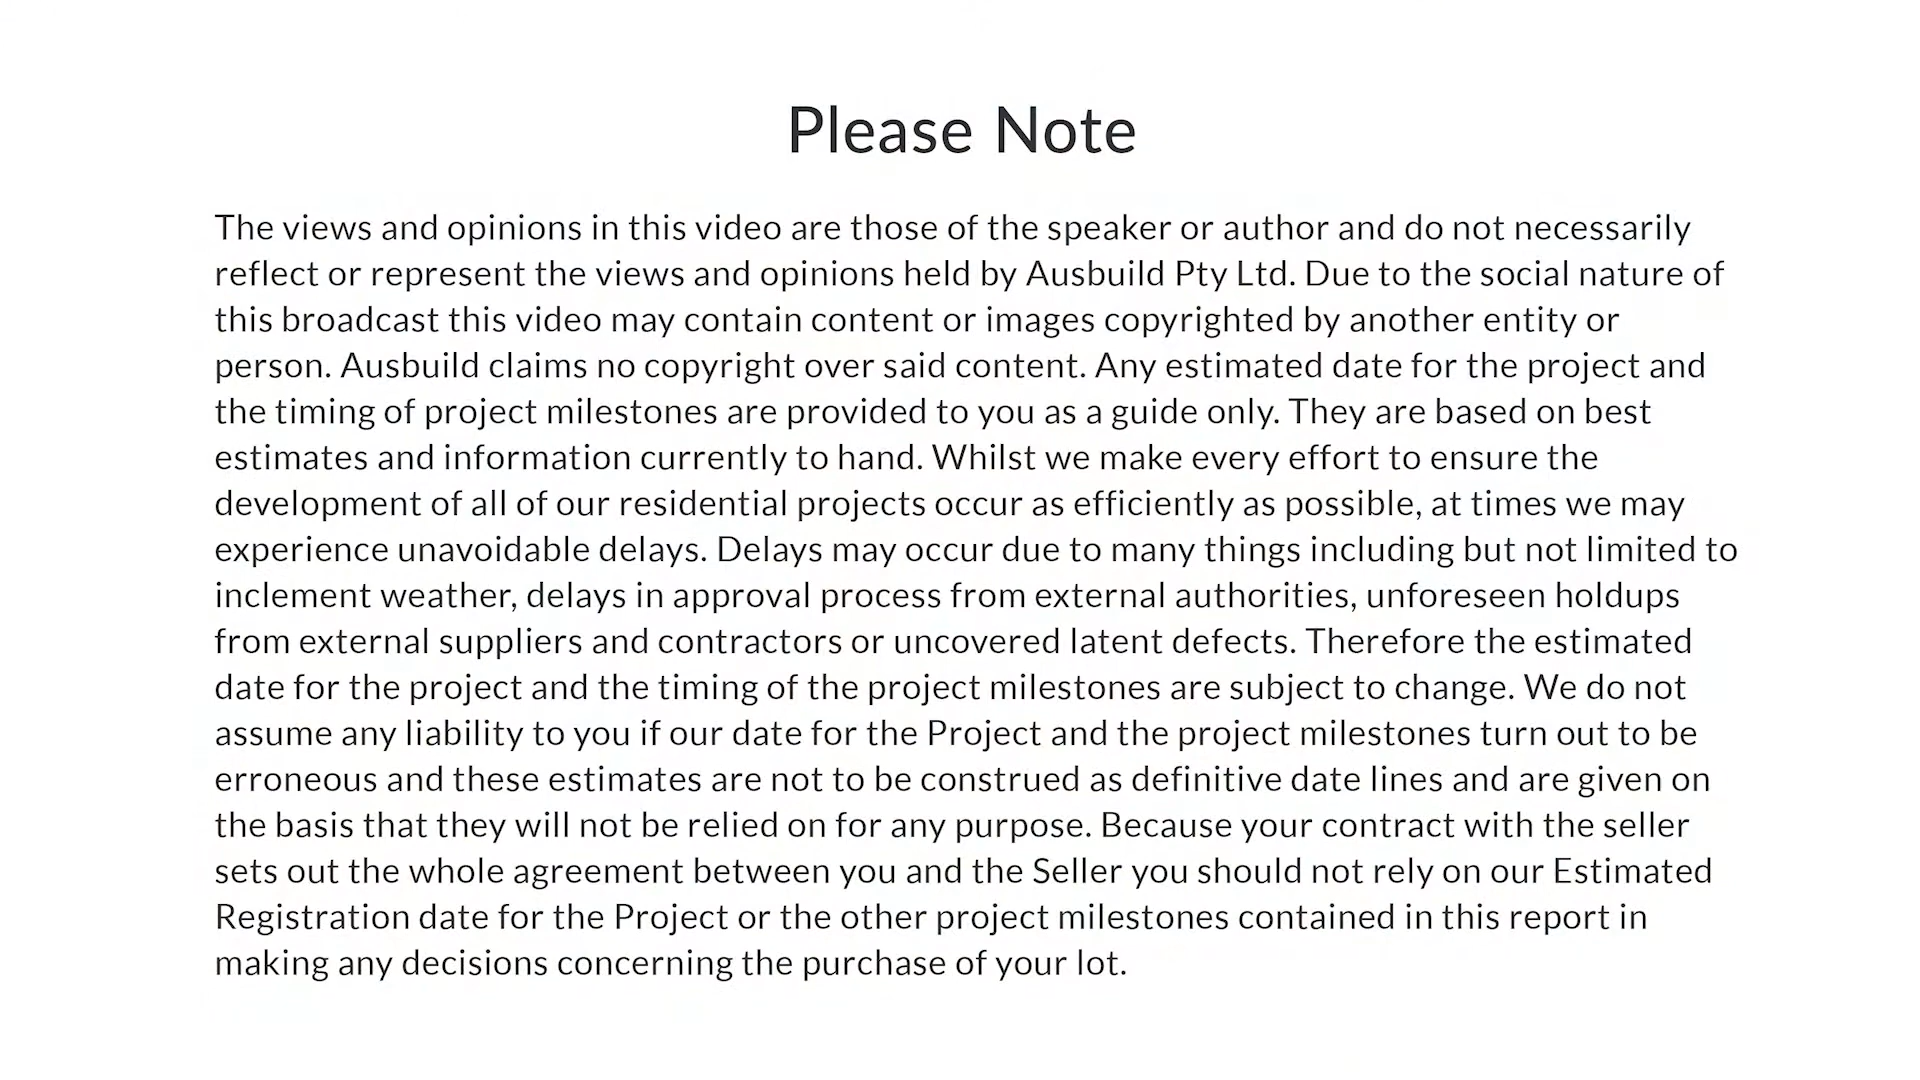 Please Note
The views and opinions in this video are those of the speaker or author and do not necessarily
reflect or represent the views and opinions held by Ausbuild Pty Ltd. Due to the social nature of
this broadcast this video may contain content or images copyrighted by another entity or
person. Ausbuild claims no copyright over said content. Any estimated date for the project and
the timing of project milestones are provided to you as a guide only. They are based on best
estimates and information currently to hand. Whilst we make every effort to ensure the
development of all of our residential projects occur as efficiently as possible, at times we may
experience unavoidable delays. Delays may occur due to many things including but not limited to
inclement weather, delays in approval process from external authorities, unforeseen holdups
from external suppliers and contractors or uncovered latent defects. Therefore the estimated
date for the project and the timing of the project milestones are subject to change. We do not
assume any liability to you if our date for the Project and the project milestones turn out to be
erroneous and these estimates are not to be construed as definitive date lines and are given on
the basis that they will not be relied on for any purpose. Because your contract with the seller
sets out the whole agreement between you and the Seller you should not rely on our Estimated
Registration date for the Project or the other project milestones contained in this report in
making any decisions concerning the purchase of your lot.